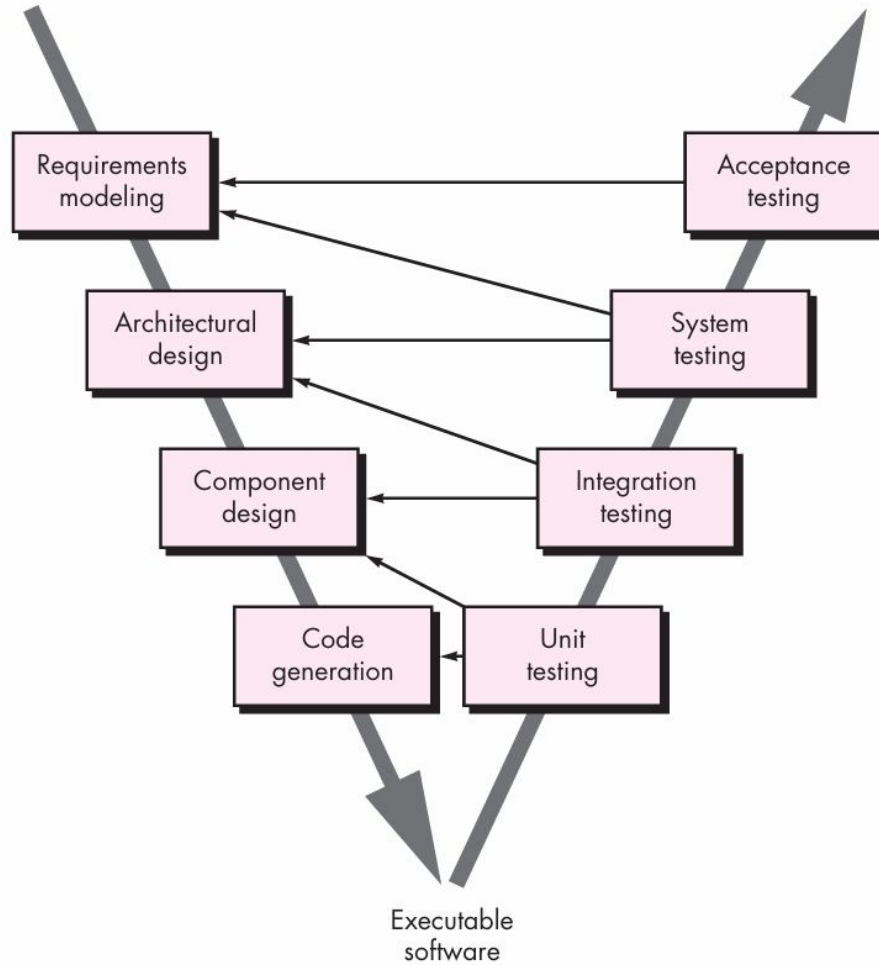 Requirements
modeling
Acceptance
testing
Architectural
design
System
testing
Component
design
Integration
testing
Code
generation
Unit
testing
Executable
software